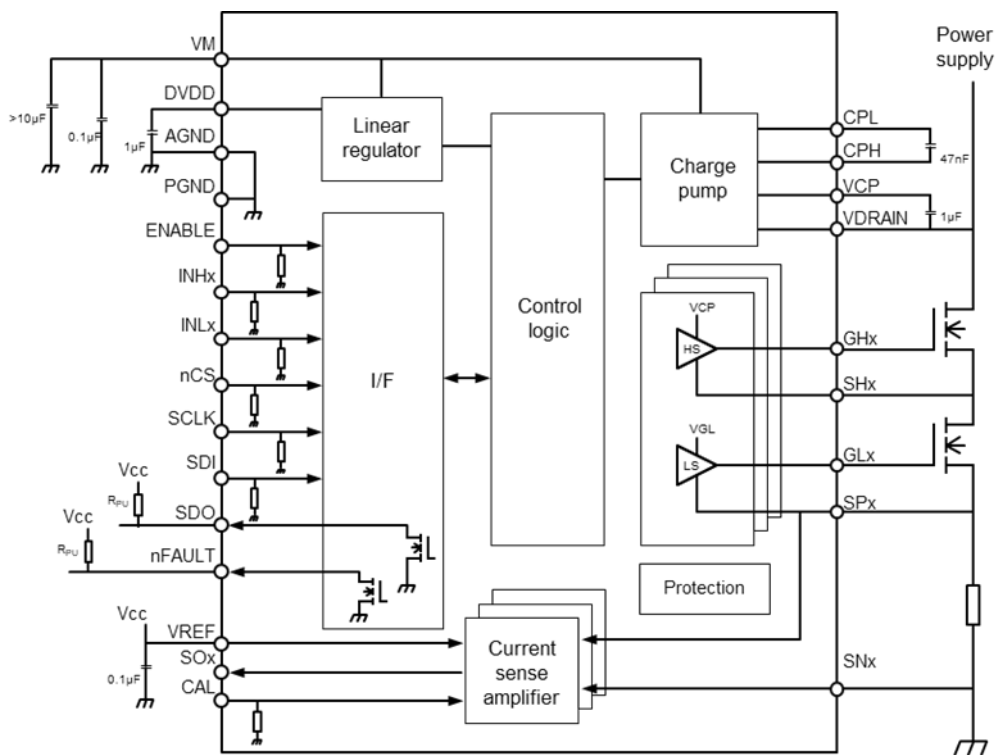 Power
supply
VM
DVDD
>10µF
0.1µF
1µF
AGND
PGND
Linear
regulator
Charge
pump
CPL
CPH
47nF
VCP
1µF
VDRAIN
ENABLE
INHx
INLx
nCS
SCLK
SDI
Vcc
RPU
SDO
Vcc
RPU
nFAULT
I/F
Control
logic
VCP
HS
GHx
SHx
VGL
LS
GLx
SPx
Protection
Vcc
VREF
SOx
0.1µF
CAL
Current
sense
amplifier
SNx